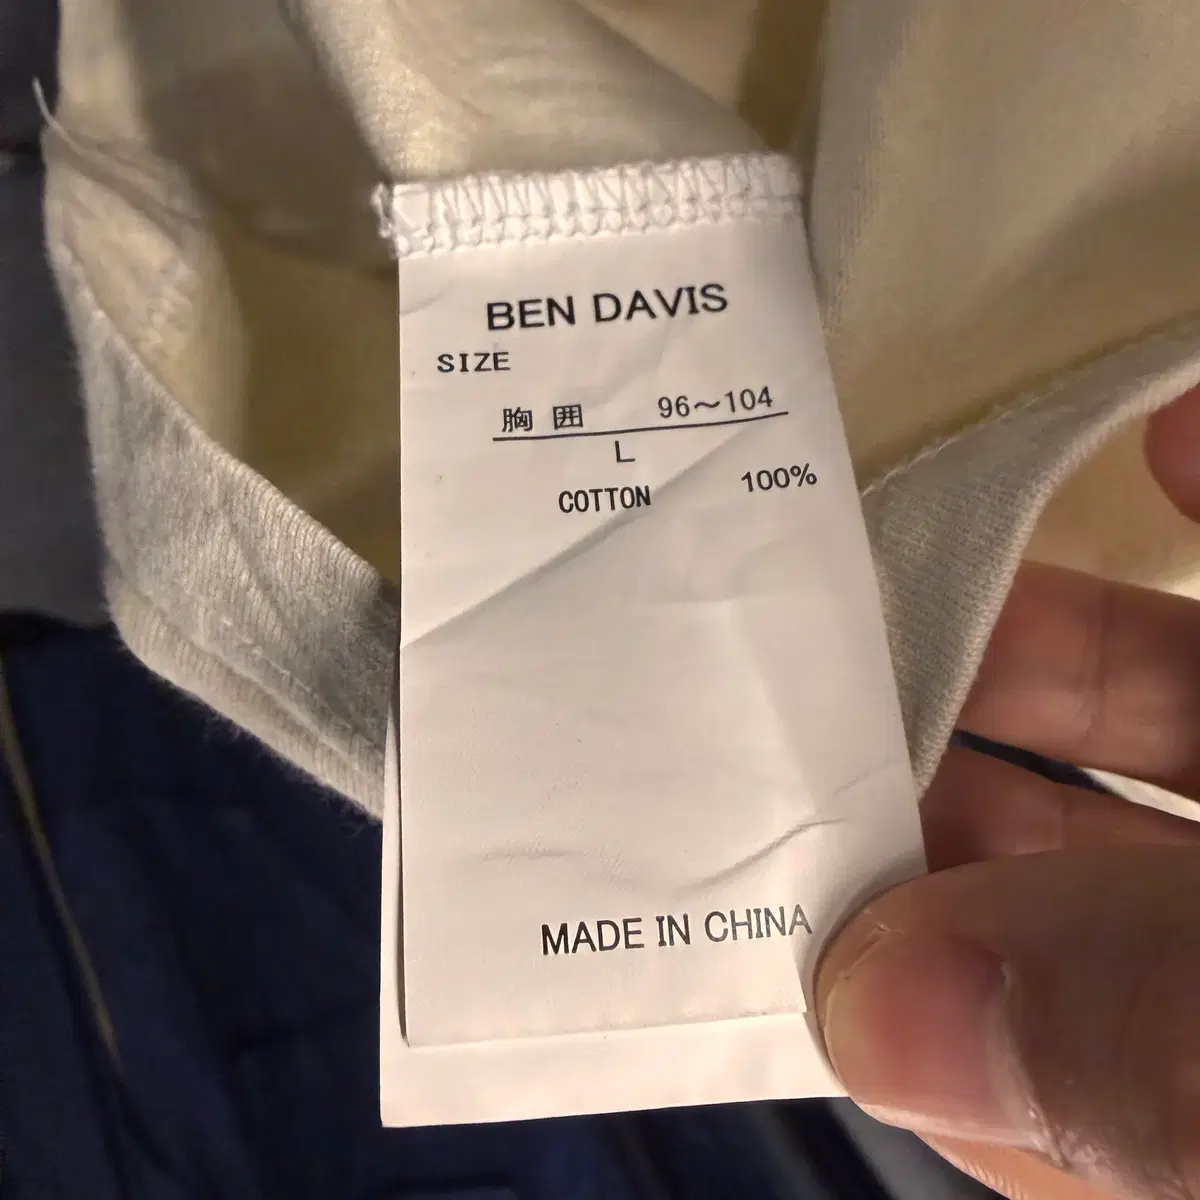 BEN DAVIS
SIZE
胸 囲 96～104
L
COTTON 100%
MADE IN CHINA